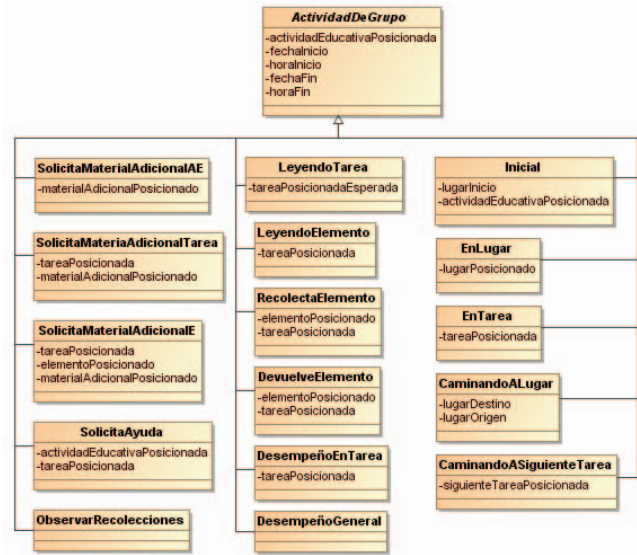 ActividadDeGrupo
-actividadEducativaPosicionada
-fechaInicio
-horaInicio
-fechaFin
-horaFin
SolicitaMaterialAdicionalAE
-materialAdicionalPosicionado
SolicitaMateriaAdicionalTarea
-tareaPosicionada
-materialAdicionalPosicionado
SolicitaMaterialAdicionalE
-tareaPosicionada
-elementoPosicionado
-materialAdicionalPosicionado
SolicitaAyuda
-actividadEducativaPosicionada
-tareaPosicionada
ObservarRecolecciones
LeyendoTarea
-tareaPosicionadaEsperada
LeyendoElemento
-tareaPosicionada
RecolectaElemento
-elementoPosicionado
-tareaPosicionada
DevuelveElemento
-elementoPosicionado
-tareaPosicionada
DesempeñoEnTarea
-tareaPosicionada
DesempeñoGeneral
Inicial
-lugarInicio
-actividadEducativaPosicionada
EnLugar
-lugarPosicionado
EnTarea
-tareaPosicionada
CaminandoALugar
-lugarDestino
-lugarOrigen
CaminandoASiguienteTarea
-siguienteTareaPosicionada